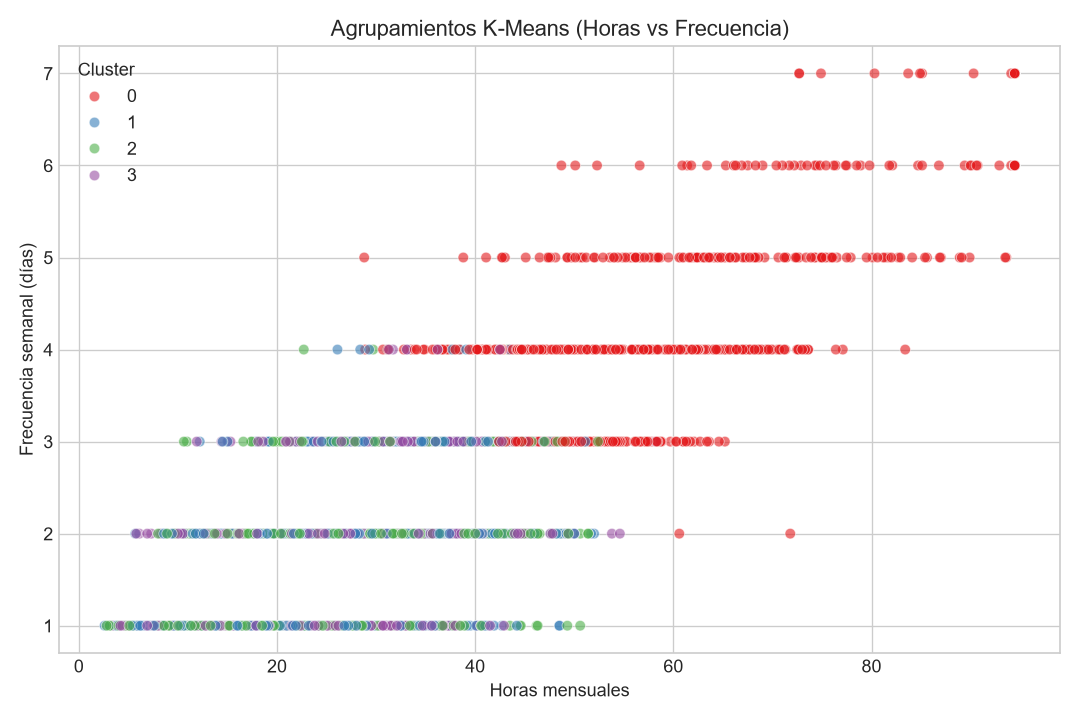 Agrupamientos K-Means (Horas vs Frecuencia)
Cluster
0
1
2
3
7
6
5
4
3
2
1
Frecuencia semanal (días)
0 20 40 60 80
Horas mensuales